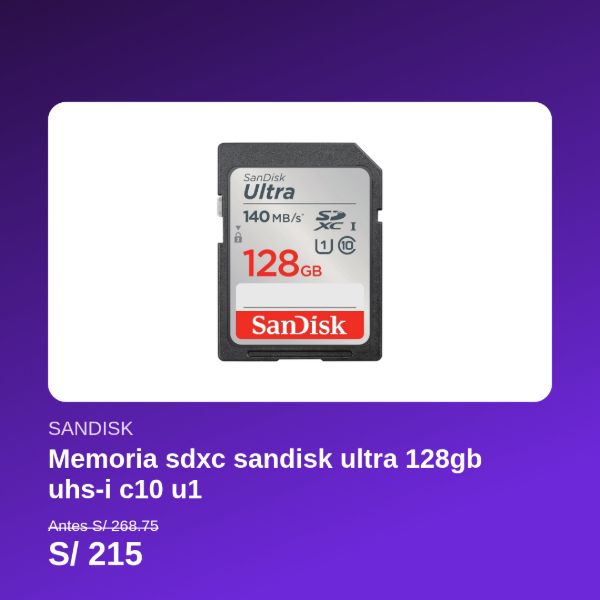 SanDisk
Ultra
140 MB/s*
SD XC I
U1 10
128GB
SanDisk
SANDISK
Memoria sdxc sandisk ultra 128gb
uhs-i c10 u1
Antes S/ 268.75
S/ 215